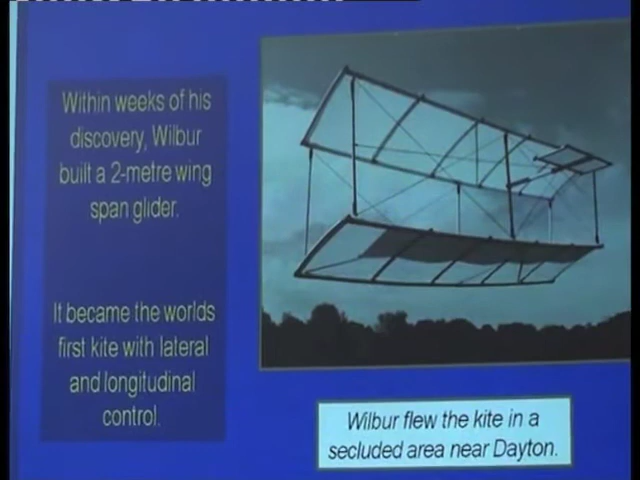 Within weeks of his
discovery, Wilbur
built a 2-metre wing
span glider.
It became the worlds
first kite with lateral
and longitudinal
control.
Wilbur flew the kite in a
secluded area near Dayton.